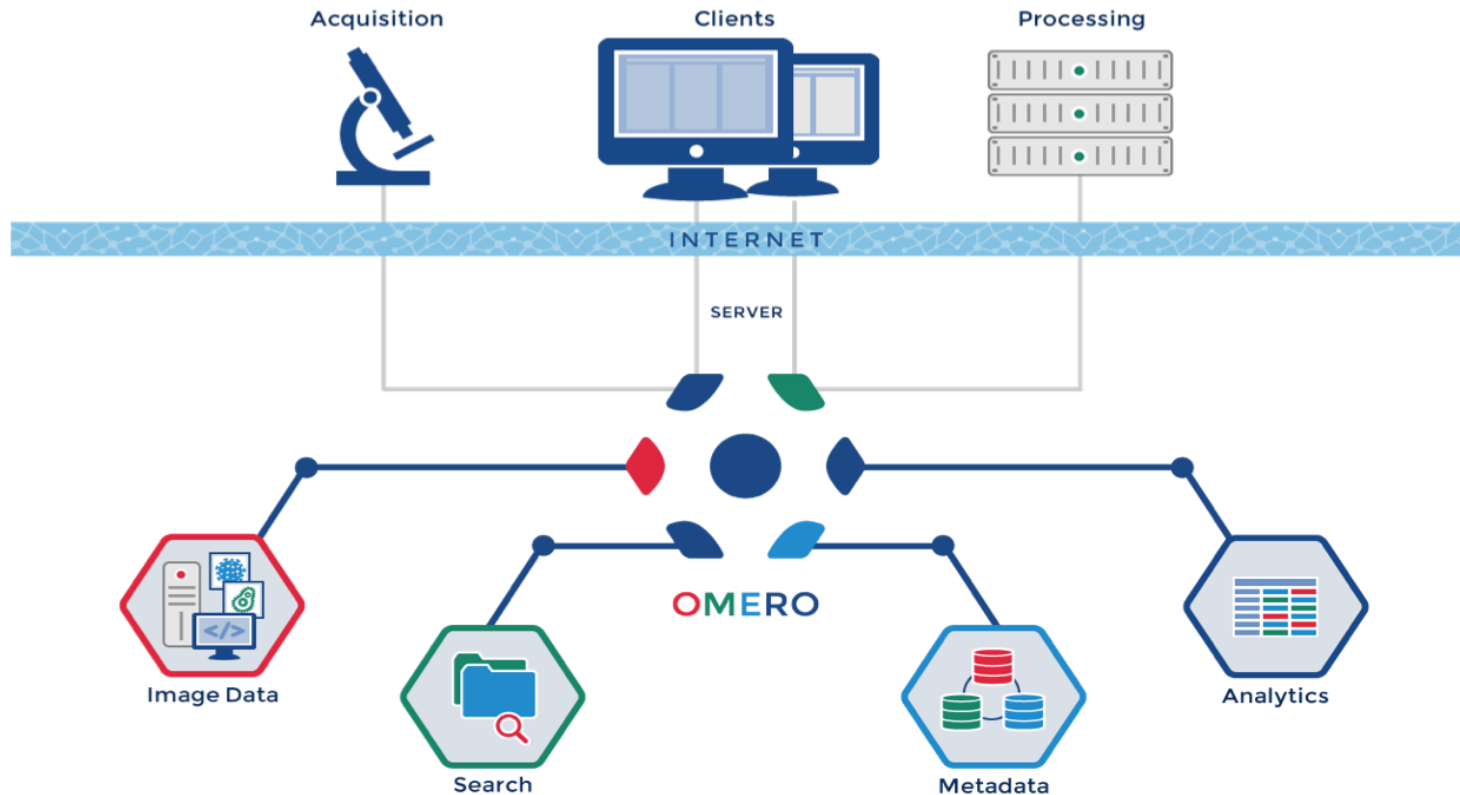 Acquisition
Clients
Processing
INTERNET
SERVER
</>
OMERO
Image Data
Search
Metadata
Analytics